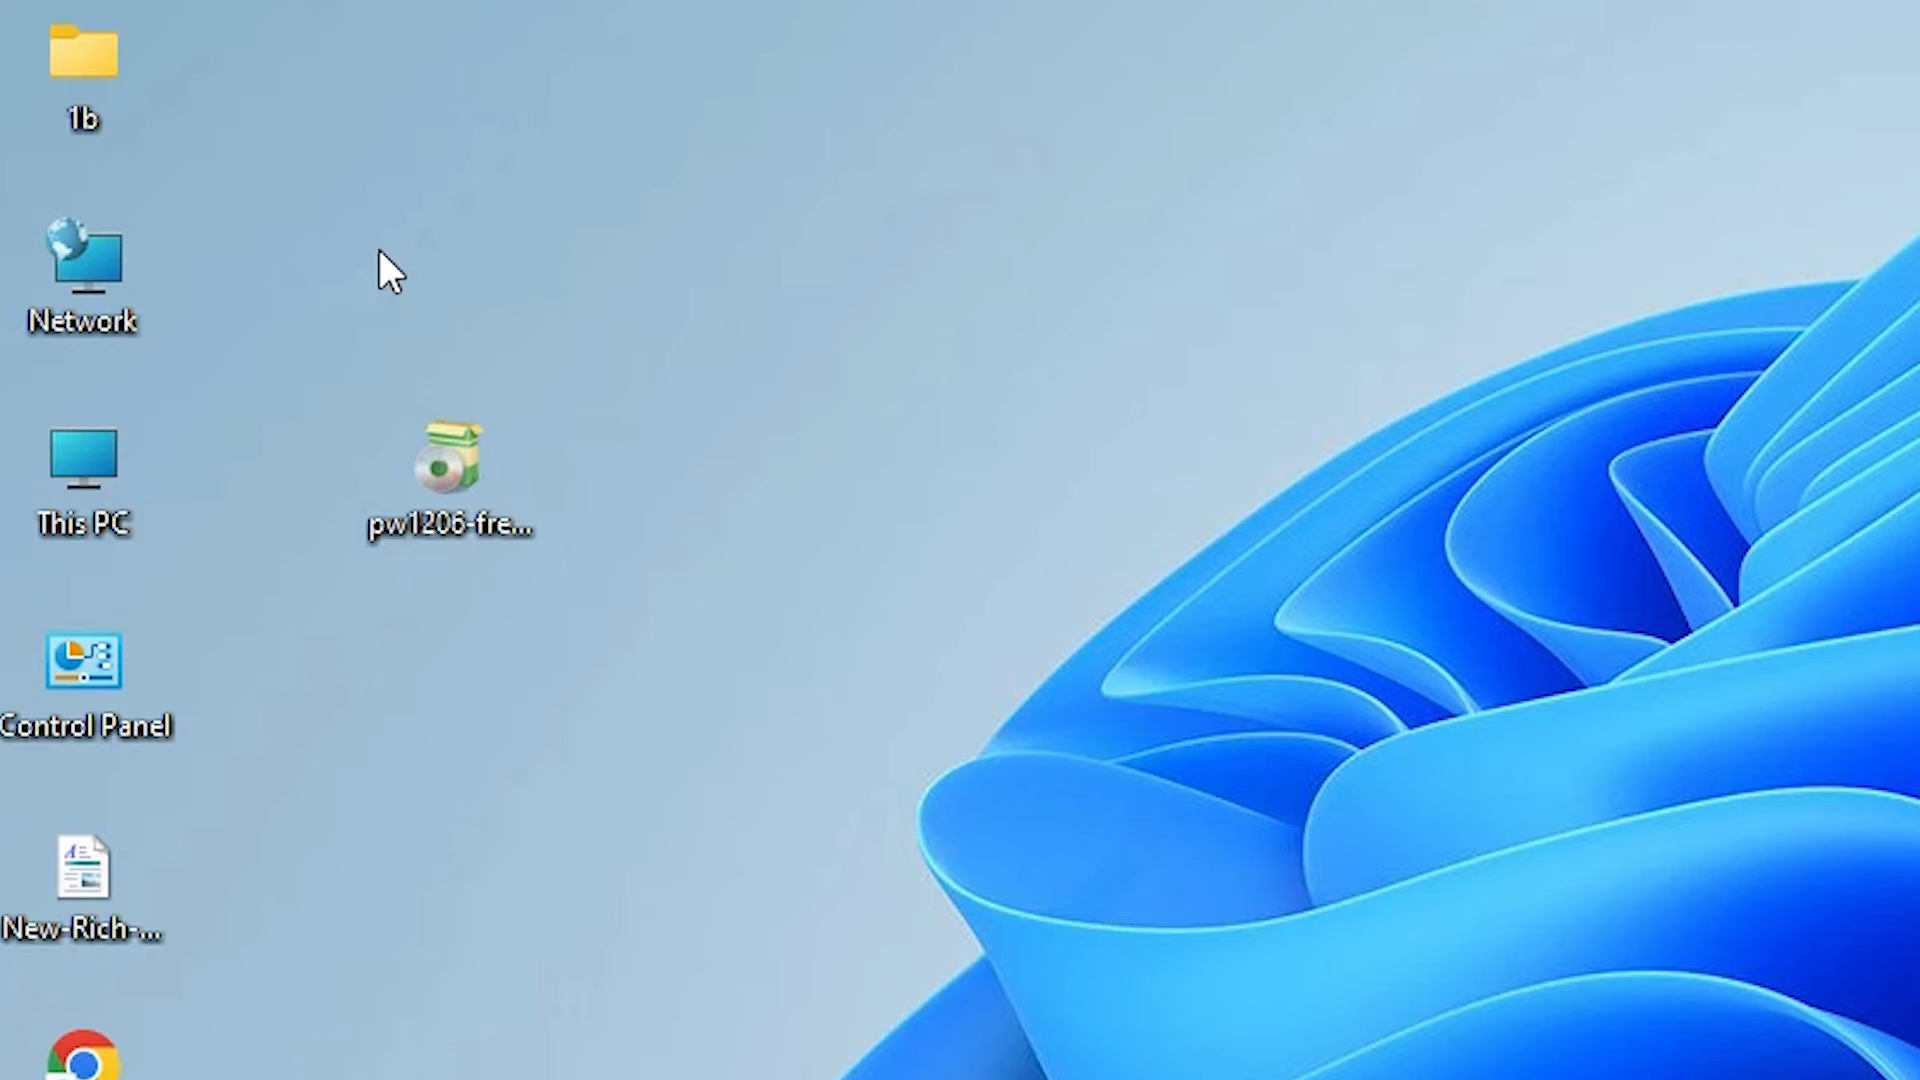 1b
Network
This PC
pw1206-fre...
Control Panel
New-Rich-...